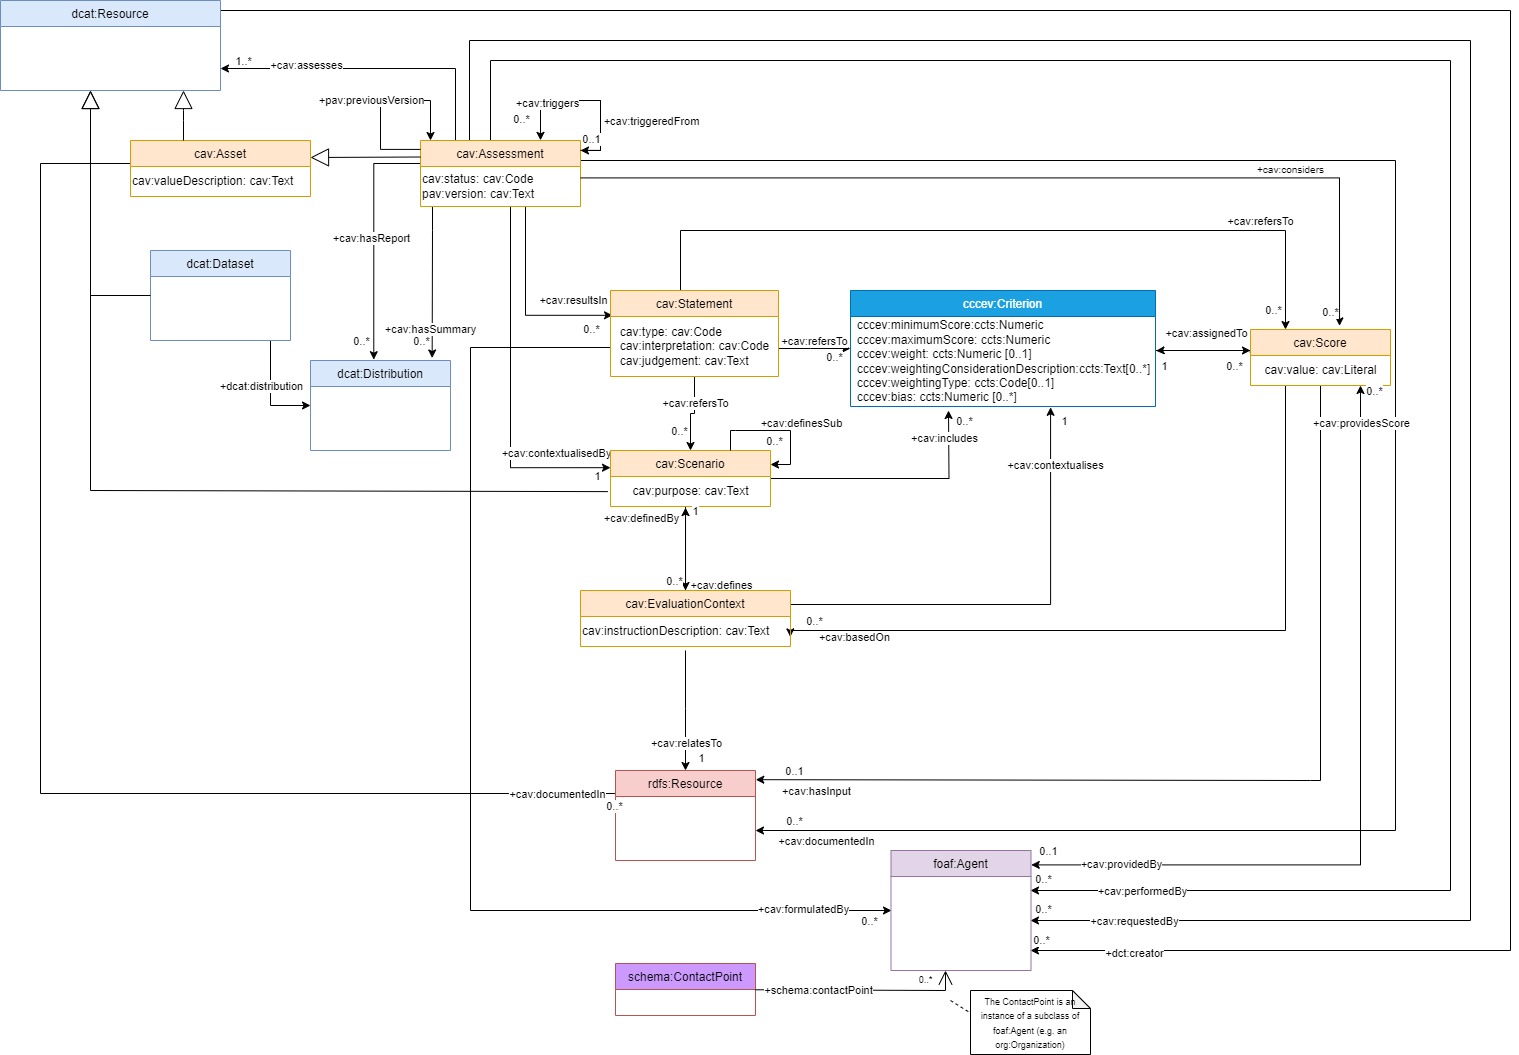 dcat:Resource
1..*
+cav:assesses
+pav:previousVersion
+cav:triggers
0..*
+cav:triggeredFrom
0..1
cav:Asset
cav:valueDescription: cav:Text
cav:Assessment
cav:status: cav:Code
pav:version: cav:Text
+cav:considers
+cav:hasReport
+cav:refersTo
dcat:Dataset
+cav:resultsIn
0..*
cav:Statement
cav:type: cav:Code
cav:interpretation: cav:Code
cav:judgement: cav:Text
cccev:Criterion
cccev:minimumScore:ccts:Numeric
cccev:maximumScore: ccts:Numeric
cccev:weight: ccts:Numeric [0..1]
cccev:weightingConsiderationDescription:ccts:Text[0..*]
cccev:weightingType: ccts:Code[0..1]
cccev:bias: ccts:Numeric [0..*]
0..*
0..*
+cav:assignedTo
1
0..*
cav:Score
cav:value: cav:Literal
+cav:hasSummary
0..*
0..*
+cav:refersTo
0..*
dcat:Distribution
+dcat:distribution
+cav:refersTo
0..*
0..*
+cav:providesScore
+cav:definesSub
0..*
0..*
+cav:includes
1
+cav:contextualises
+cav:contextualisedBy
1
cav:Scenario
cav:purpose: cav:Text
+cav:definedBy
1
0..*
+cav:defines
cav:EvaluationContext
cav:instructionDescription: cav:Text
0..*
+cav:basedOn
+cav:relatesTo
1
rdfs:Resource
0..1
+cav:hasInput
+cav:documentedIn
0..*
0..*
+cav:documentedIn
foaf:Agent
0..1
+cav:providedBy
0..*
+cav:performedBy
+cav:formulatedBy
0..*
0..*
+cav:requestedBy
0..*
+dct:creator
schema:ContactPoint
+schema:contactPoint
0..*
The ContactPoint is an
instance of a subclass of
foaf:Agent (e.g. an
org:Organization)